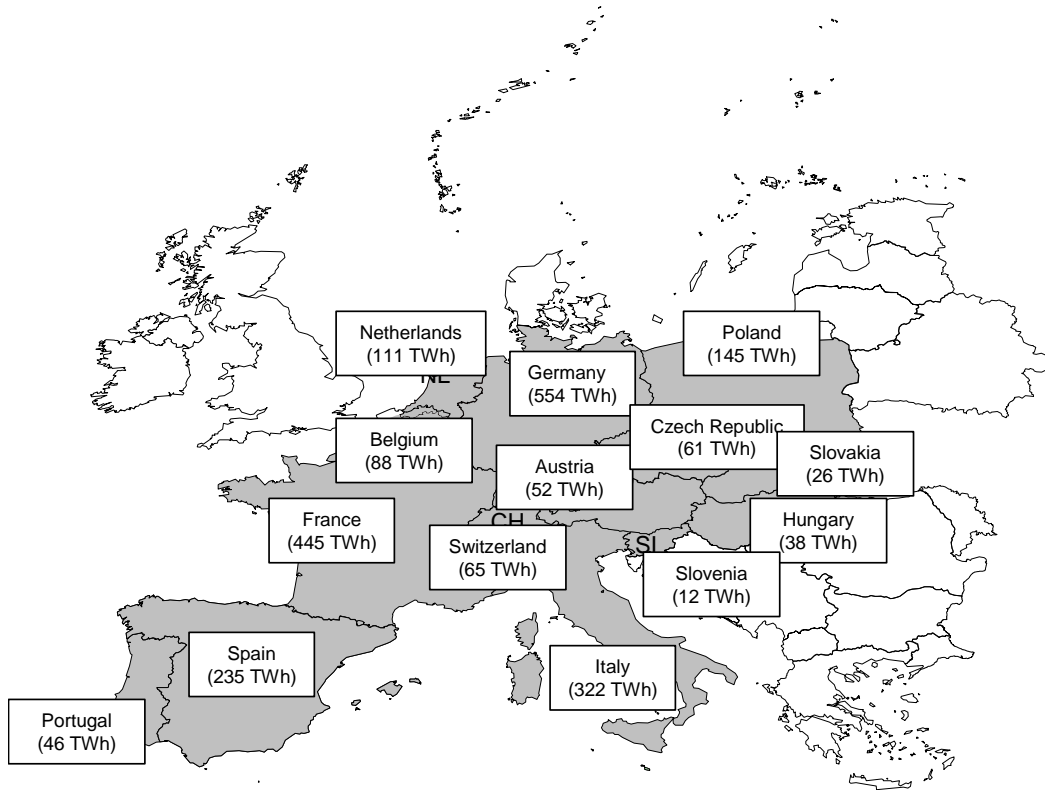 Netherlands
(111 TWh)
NL
Poland
(145 TWh)
Germany
(554 TWh)
Czech Republic
(61 TWh)
Belgium
(88 TWh)
Slovakia
(26 TWh)
Austria
(52 TWh)
France
(445 TWh)
CH
Hungary
(38 TWh)
Switzerland
(65 TWh)
SI
Slovenia
(12 TWh)
Spain
(235 TWh)
Italy
(322 TWh)
Portugal
(46 TWh)